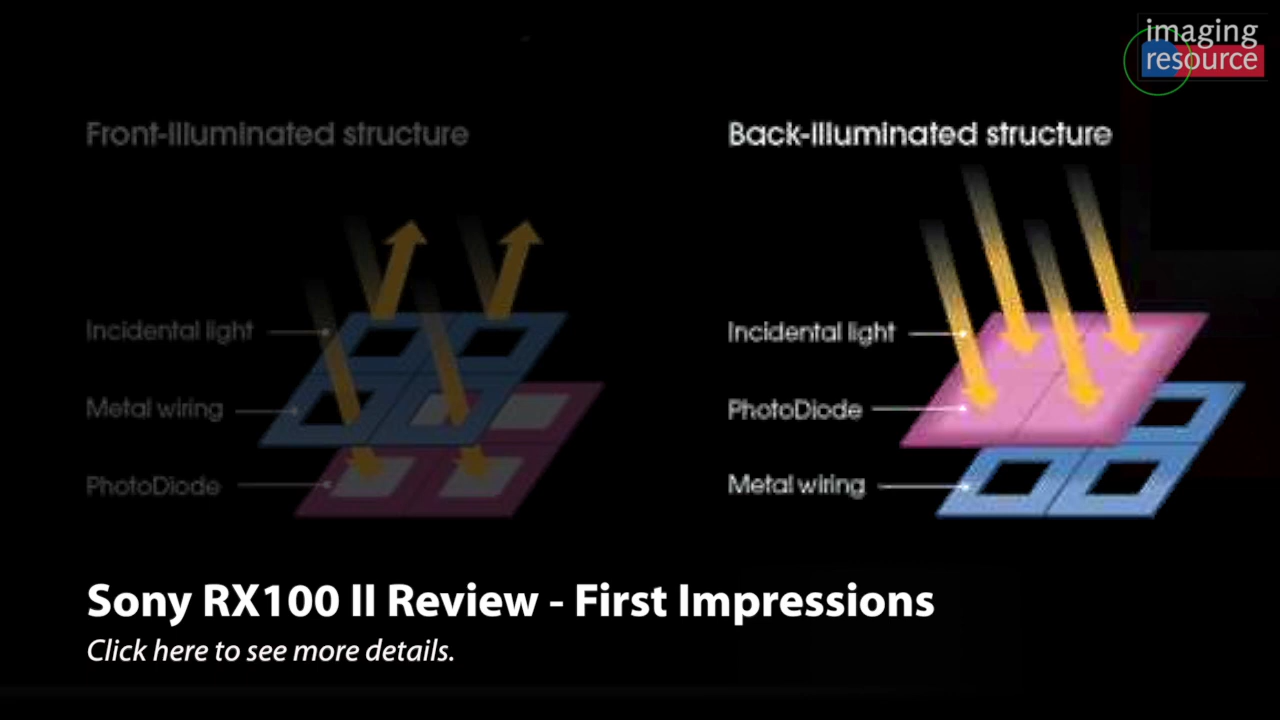 imaging
resource
Front-illuminated structure
Back-illuminated structure
Incidental light
Metal wiring
PhotoDiode
Incidental light
PhotoDiode
Metal wiring
Sony RX100 II Review - First Impressions
Click here to see more details.